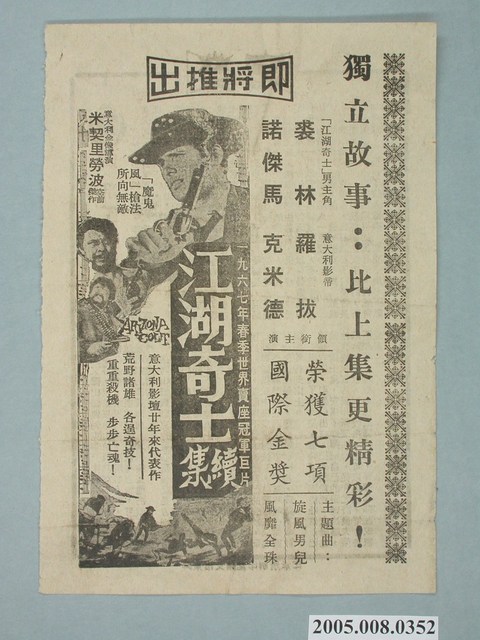 獨立故事：比上集更精彩！
即將推出
「江湖奇士」男主角
裘林羅拔
意大利影帝
諾傑馬克米德
領銜主演
榮獲七項
國際金獎
主題曲：
旋風男兒
風靡全球
一九六七年春季世界賣座冠軍巨片
江湖奇士
續集
「魔鬼
風」槍法
所向無敵
意大利金像導演
米契里勞波
空前
傑作
ARIZONA COLT
意大利影壇廿年來代表作
荒野諸雄 各逞奇技！
重重殺機 步步亡魂！
2005.008.0352